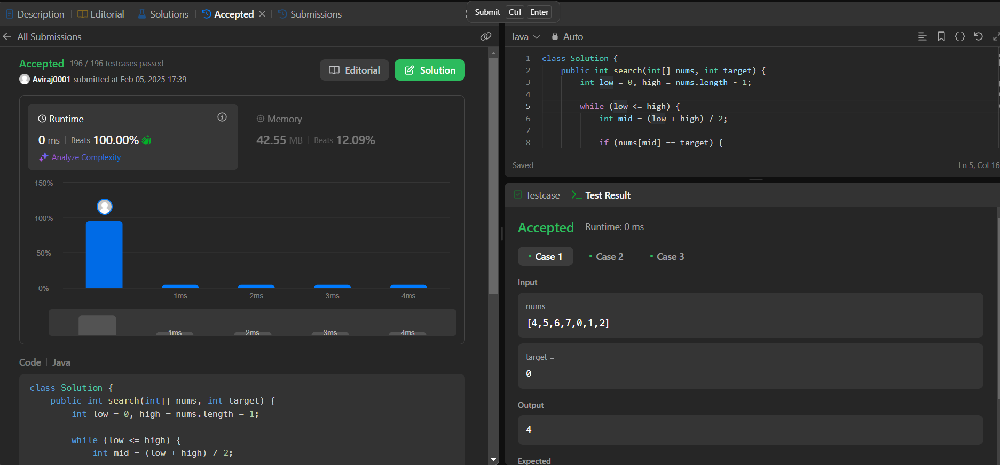 Description
Editorial
Solutions
Accepted
Submissions
All Submissions
Accepted 196 / 196 testcases passed
Aviraj0001 submitted at Feb 05, 2025 17:39
Editorial
Solution
Runtime
0 ms Beats 100.00%
Analyze Complexity
Memory
42.55 MB Beats 12.09%
150%
100%
50%
0%
1ms 2ms 3ms 4ms
1ms 2ms 3ms 4ms
Code Java
class Solution {
    public int search(int[] nums, int target) {
        int low = 0, high = nums.length - 1;
        while (low <= high) {
            int mid = (low + high) / 2;
Submit Ctrl Enter
Java Auto
1 class Solution {
2     public int search(int[] nums, int target) {
3         int low = 0, high = nums.length - 1;
4
5         while (low <= high) {
6             int mid = (low + high) / 2;
7
8             if (nums[mid] == target) {
Saved
Ln 5, Col 16
Testcase
Test Result
Accepted Runtime: 0 ms
Case 1
Case 2
Case 3
Input
nums =
[4,5,6,7,0,1,2]
target =
0
Output
4
Expected